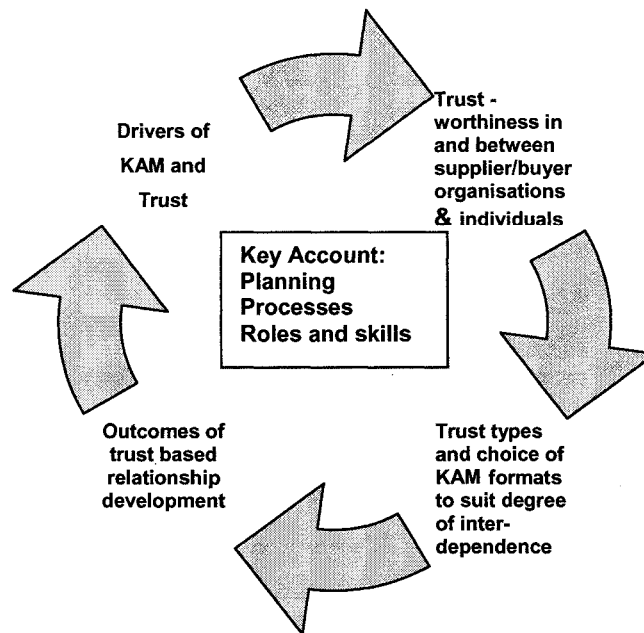 Drivers of
KAM and
Trust
Trust -
worthiness in
and between
supplier/buyer
organisations
& individuals
Key Account:
Planning
Processes
Roles and skills
Outcomes of
trust based
relationship
development
Trust types
and choice of
KAM formats
to suit degree
of inter-
dependence